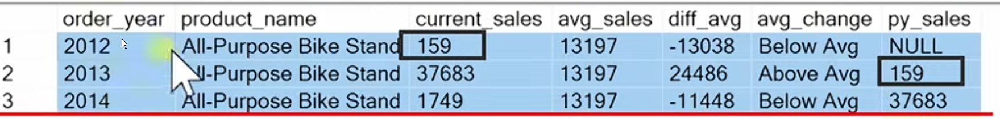 order_year product_name current_sales avg_sales diff_avg avg_change py_sales
1 2012 All-Purpose Bike Stand 159 13197 -13038 Below Avg NULL
2 2013 All-Purpose Bike Stand 37683 13197 24486 Above Avg 159
3 2014 All-Purpose Bike Stand 1749 13197 -11448 Below Avg 37683